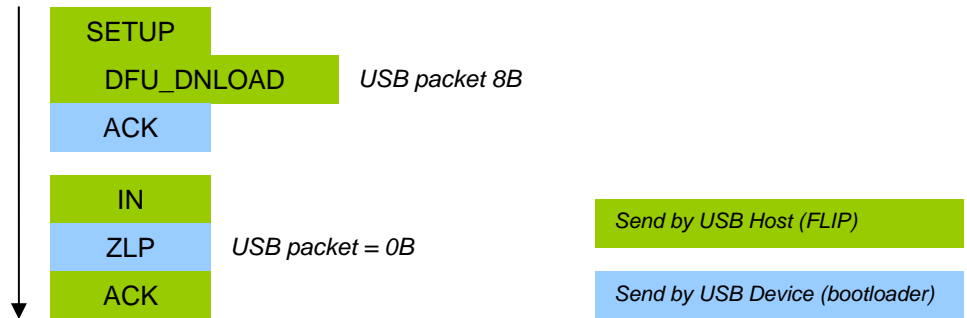 SETUP
DFU_DNLOAD USB packet 8B
ACK
IN
ZLP USB packet = 0B
ACK
Send by USB Host (FLIP)
Send by USB Device (bootloader)